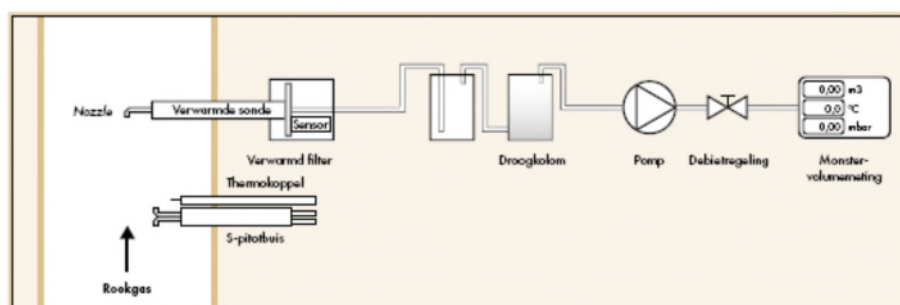 Nozzle
Verwarmde sonde
Sensor
Verwarmd filter
Thermokoppel
S-pitotbuis
Rookgas
Droogkolom
Pomp
Debietregeling
0,00 m3
0,0 °C
0,00 mbar
Monster-
volumemeting